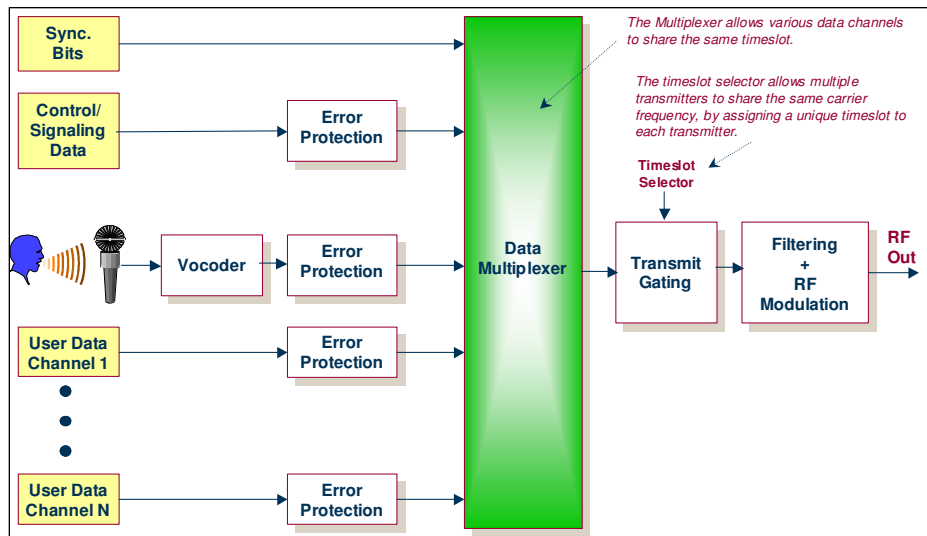 Sync.
Bits
The Multiplexer allows various data channels
to share the same timeslot.
The timeslot selector allows multiple
transmitters to share the same carrier
frequency, by assigning a unique timeslot to
each transmitter.
Control/
Signaling
Data
Error
Protection
Timeslot
Selector
Vocoder
Error
Protection
Data
Multiplexer
Transmit
Gating
Filtering
+
RF
Modulation
RF
Out
User Data
Channel 1
Error
Protection
User Data
Channel N
Error
Protection